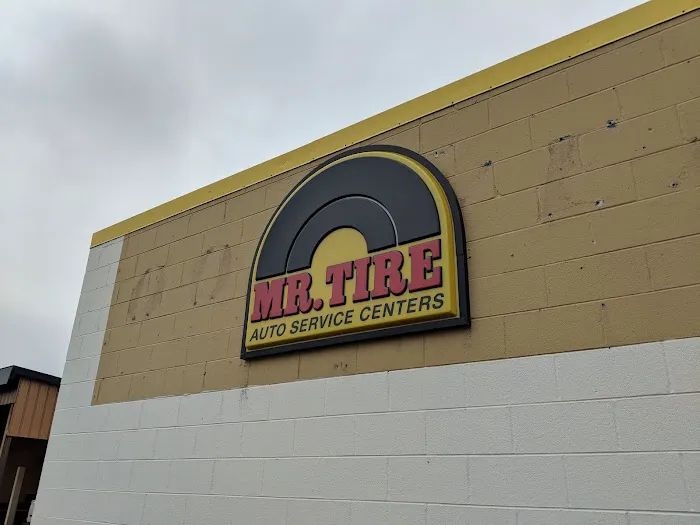 MR. TIRE
AUTO SERVICE CENTERS